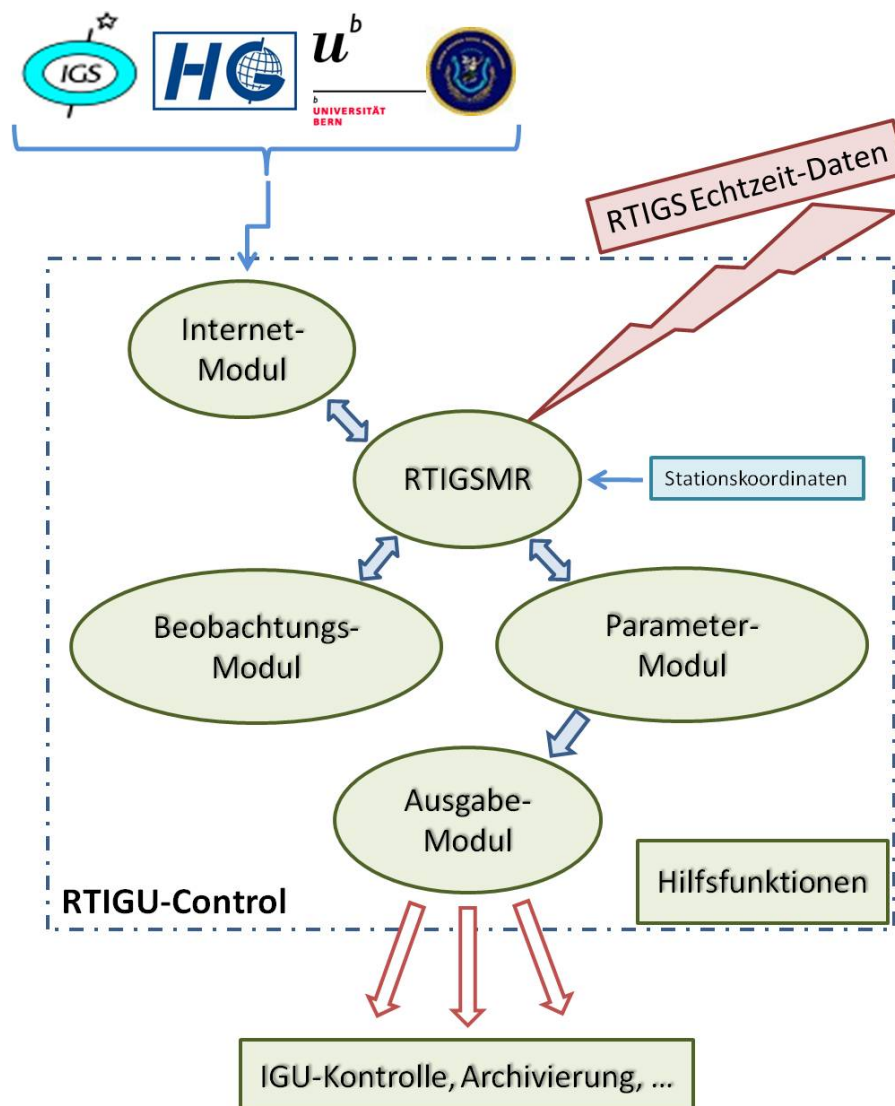 IGS
HG
u
b
b
UNIVERSITÄT
BERN
RTIGS Echtzeit-Daten
Internet-
Modul
RTIGSMR
Stationskoordinaten
Beobachtungs-
Modul
Parameter-
Modul
Ausgabe-
Modul
Hilfsfunktionen
RTIGU-Control
IGU-Kontrolle, Archivierung, ...